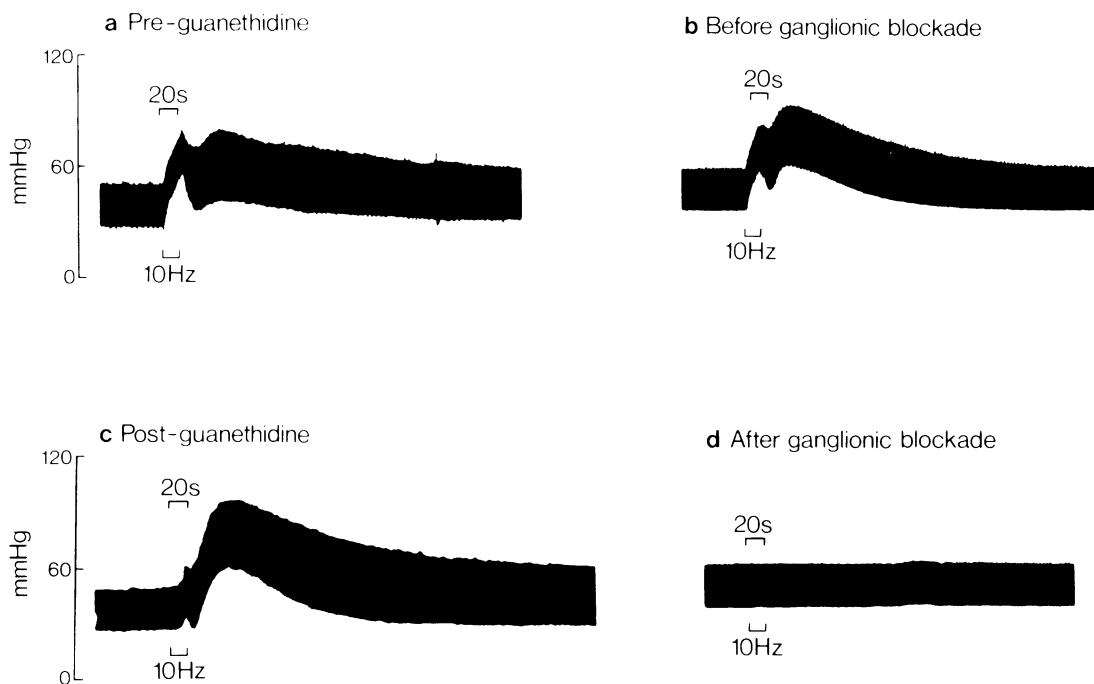 a Pre-guanethidine
120
20s
mmHg
60
0
10Hz
b Before ganglionic blockade
20s
10Hz
c Post-guanethidine
120
20s
mmHg
60
0
10Hz
d After ganglionic blockade
20s
10Hz